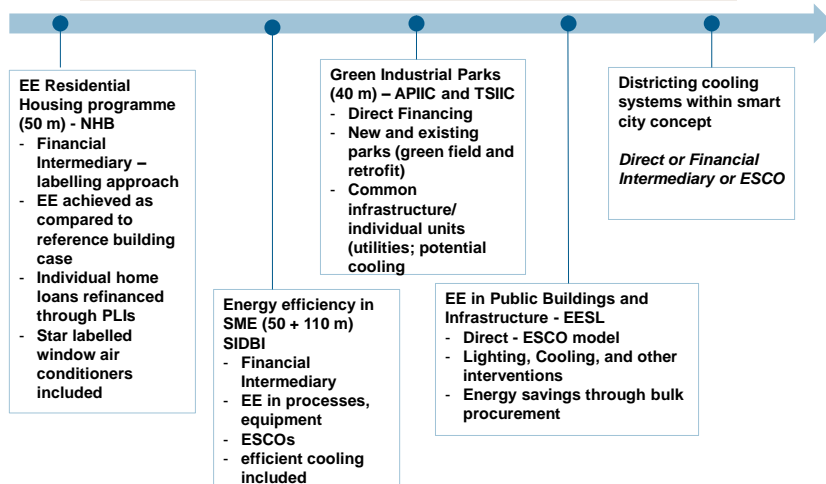 EE Residential
Housing programme
(50 m) - NHB
- Financial
Intermediary –
labelling approach
- EE achieved as
compared to
reference building
case
- Individual home
loans refinanced
through PLIs
- Star labelled
window air
conditioners
included
Energy efficiency in
SME (50 + 110 m)
SIDBI
- Financial
Intermediary
- EE in processes,
equipment
- ESCOs
- efficient cooling
included
Green Industrial Parks
(40 m) – APIIC and TSIIC
- Direct Financing
- New and existing
parks (green field and
retrofit)
- Common
infrastructure/
individual units
(utilities; potential
cooling
EE in Public Buildings and
Infrastructure - EESL
- Direct - ESCO model
- Lighting, Cooling, and other
interventions
- Energy savings through bulk
procurement
Districting cooling
systems within smart
city concept
Direct or Financial
Intermediary or ESCO